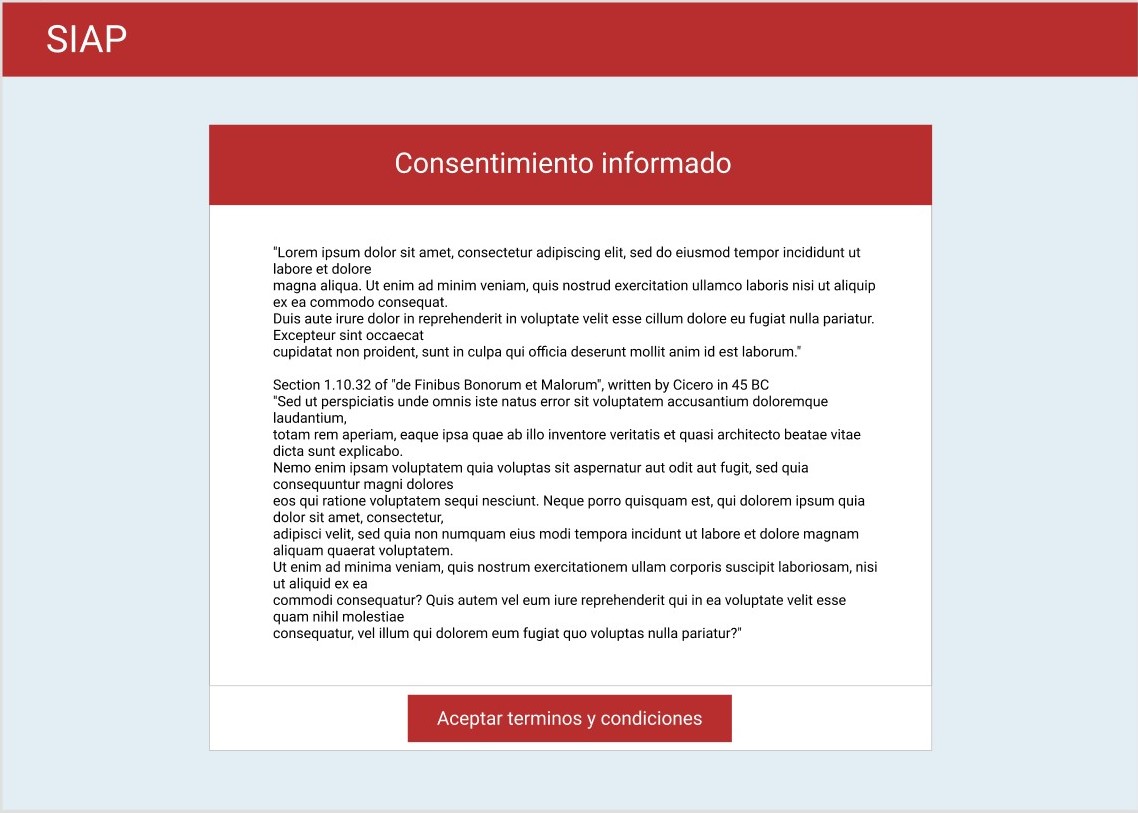 SIAP
Consentimiento informado
"Lorem ipsum dolor sit amet, consectetur adipiscing elit, sed do eiusmod tempor incididunt ut
labore et dolore
magna aliqua. Ut enim ad minim veniam, quis nostrud exercitation ullamco laboris nisi ut aliquip
ex ea commodo consequat.
Duis aute irure dolor in reprehenderit in voluptate velit esse cillum dolore eu fugiat nulla pariatur.
Excepteur sint occaecat
cupidatat non proident, sunt in culpa qui officia deserunt mollit anim id est laborum."
Section 1.10.32 of "de Finibus Bonorum et Malorum", written by Cicero in 45 BC
"Sed ut perspiciatis unde omnis iste natus error sit voluptatem accusantium doloremque
laudantium,
totam rem aperiam, eaque ipsa quae ab illo inventore veritatis et quasi architecto beatae vitae
dicta sunt explicabo.
Nemo enim ipsam voluptatem quia voluptas sit aspernatur aut odit aut fugit, sed quia
consequuntur magni dolores
eos qui ratione voluptatem sequi nesciunt. Neque porro quisquam est, qui dolorem ipsum quia
dolor sit amet, consectetur,
adipisci velit, sed quia non numquam eius modi tempora incidunt ut labore et dolore magnam
aliquam quaerat voluptatem.
Ut enim ad minima veniam, quis nostrum exercitationem ullam corporis suscipit laboriosam, nisi
ut aliquid ex ea
commodi consequatur? Quis autem vel eum iure reprehenderit qui in ea voluptate velit esse
quam nihil molestiae
consequatur, vel illum qui dolorem eum fugiat quo voluptas nulla pariatur?"
Aceptar terminos y condiciones